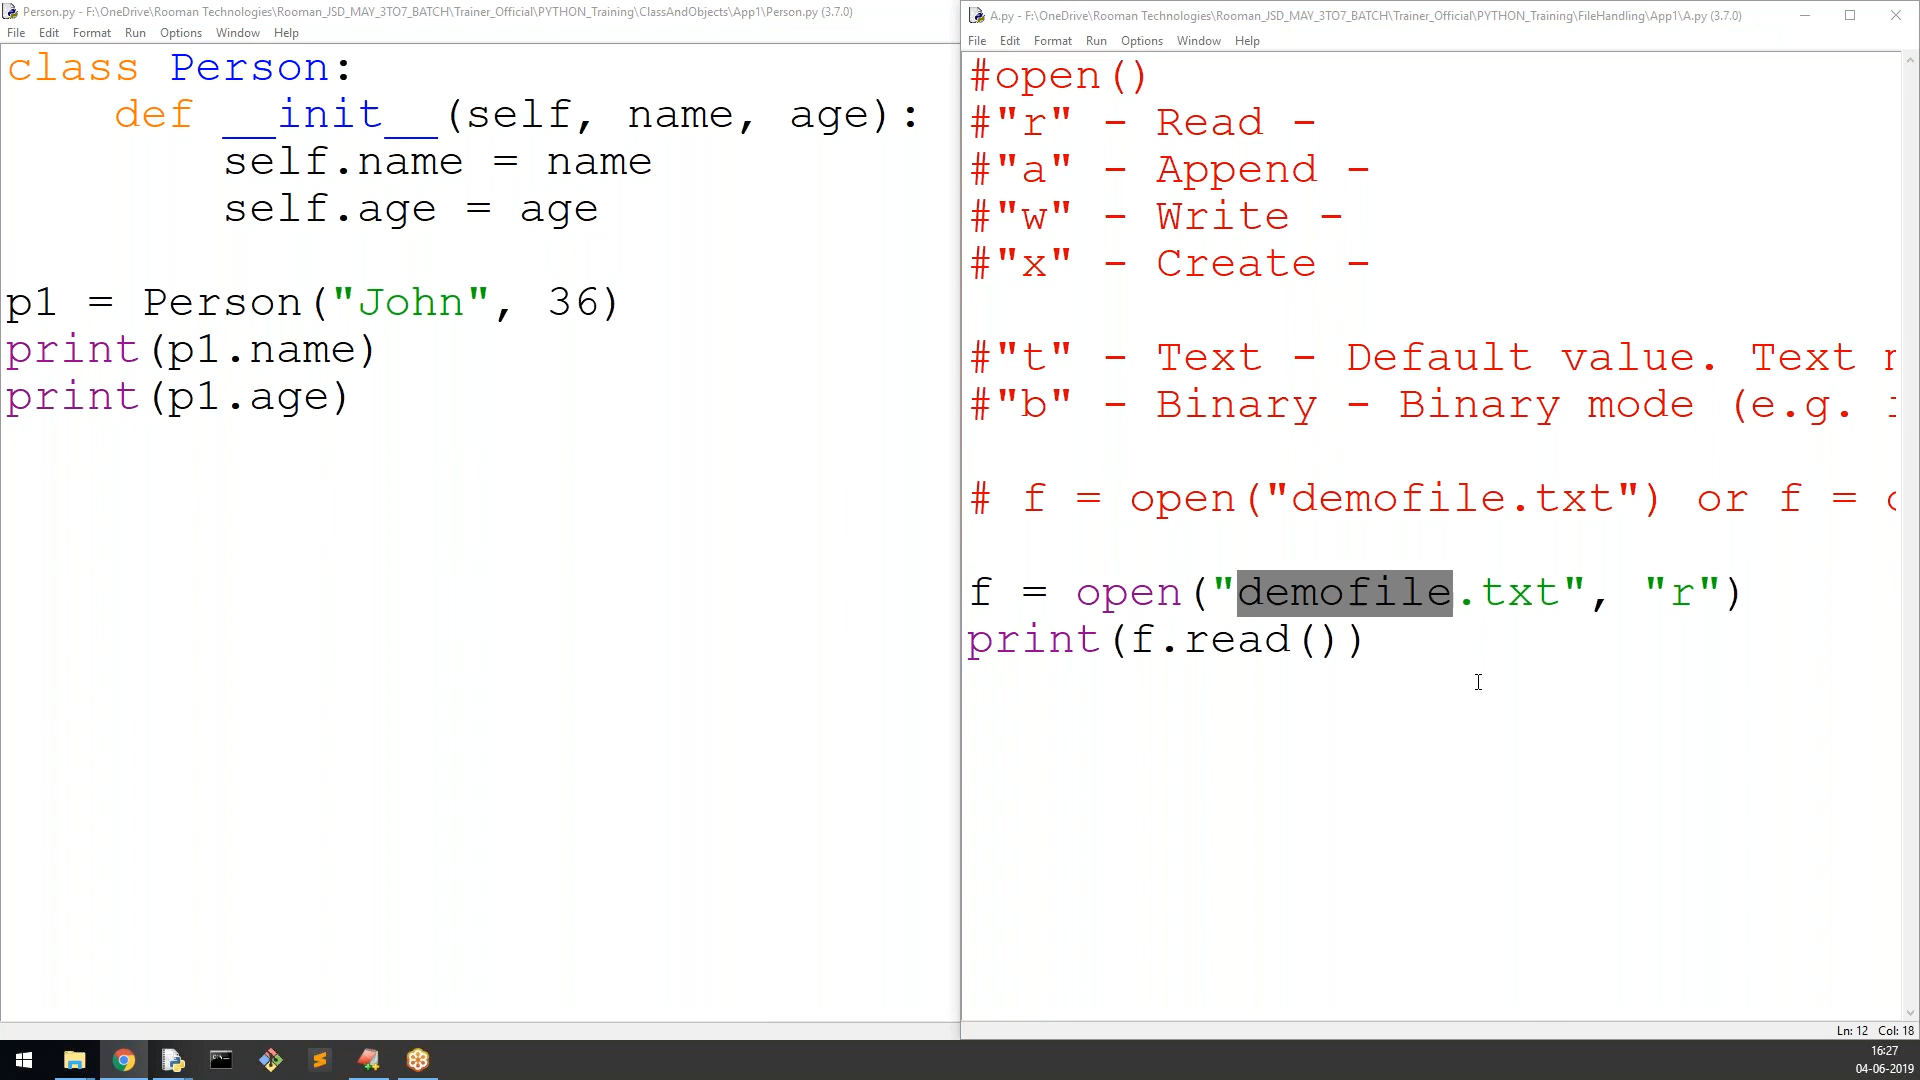 Person.py - F:\OneDrive\Rooman Technologies\Rooman_JSD_MAY_3TO7_BATCH\Trainer_Official\PYTHON_Training\ClassAndObjects\App1\Person.py (3.7.0)
File Edit Format Run Options Window Help
class Person:
    def __init__(self, name, age):
        self.name = name
        self.age = age
p1 = Person("John", 36)
print(p1.name)
print(p1.age)
A.py - F:\OneDrive\Rooman Technologies\Rooman_JSD_MAY_3TO7_BATCH\Trainer_Official\PYTHON_Training\FileHandling\App1\A.py (3.7.0)
File Edit Format Run Options Window Help
#open()
#"r" - Read -
#"a" - Append -
#"w" - Write -
#"x" - Create -
#"t" - Text - Default value. Text
#"b" - Binary - Binary mode (e.g.
# f = open("demofile.txt") or f =
f = open("demofile.txt", "r")
print(f.read())
Ln: 12 Col: 18
16:27
04-06-2019